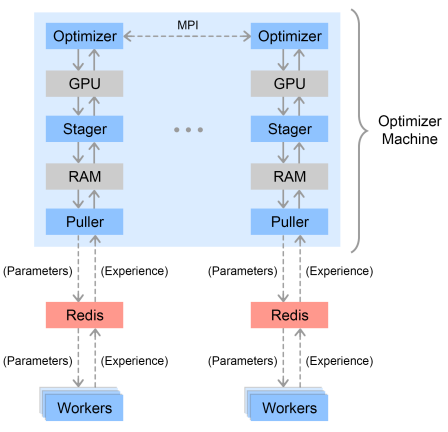 MPI
Optimizer
Optimizer
GPU
GPU
Stager
Stager
Optimizer
Machine
RAM
RAM
Puller
Puller
(Parameters)
(Experience)
(Parameters)
(Experience)
Redis
Redis
(Parameters)
(Experience)
(Parameters)
(Experience)
Workers
Workers